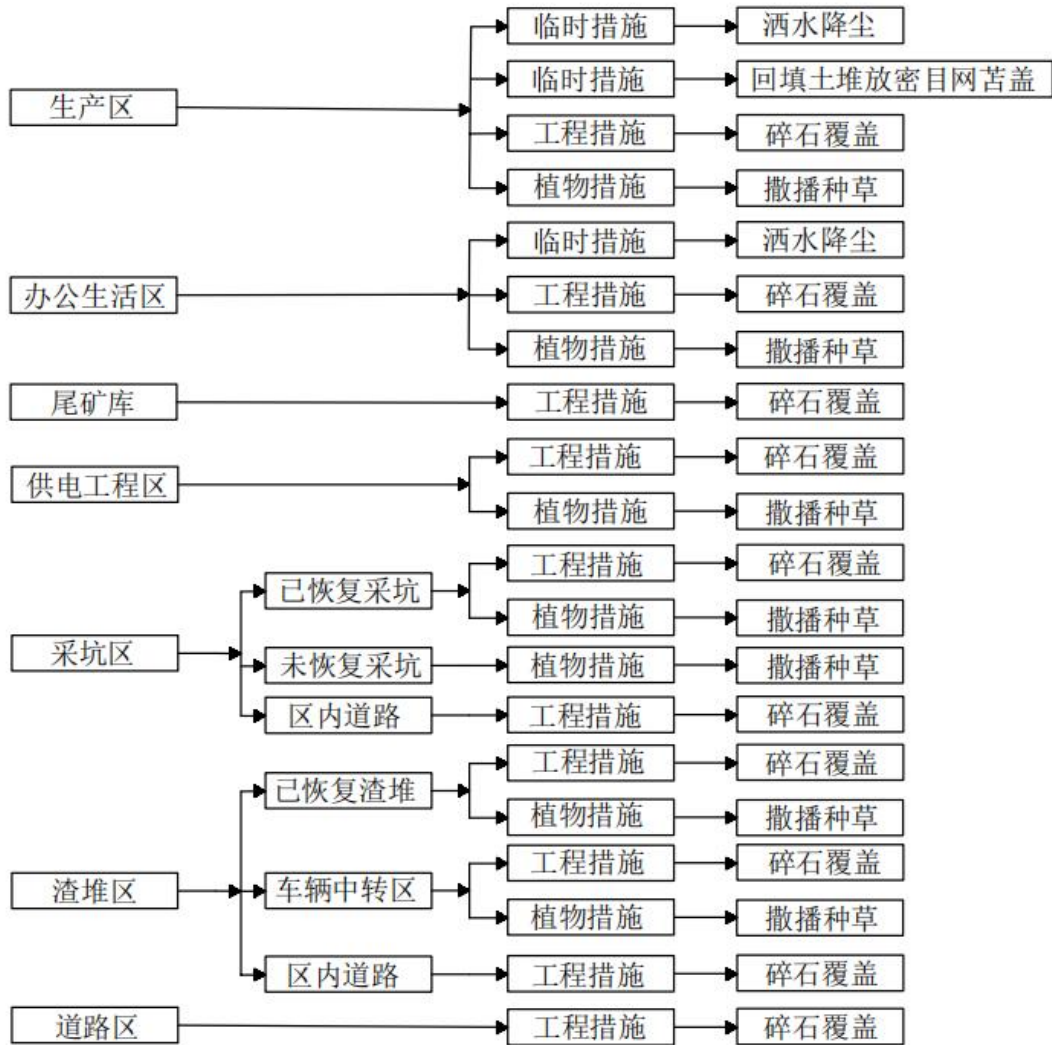 临时措施 洒水降尘
临时措施 回填土堆放密目网苫盖
生产区
工程措施 碎石覆盖
植物措施 撒播种草
临时措施 洒水降尘
办公生活区 工程措施 碎石覆盖
植物措施 撒播种草
尾矿库 工程措施 碎石覆盖
工程措施 碎石覆盖
供电工程区
植物措施 撒播种草
工程措施 碎石覆盖
已恢复采坑
植物措施 撒播种草
采坑区 未恢复采坑 植物措施 撒播种草
区内道路 工程措施 碎石覆盖
工程措施 碎石覆盖
已恢复渣堆
植物措施 撒播种草
工程措施 碎石覆盖
渣堆区 车辆中转区
植物措施 撒播种草
区内道路 工程措施 碎石覆盖
道路区 工程措施 碎石覆盖